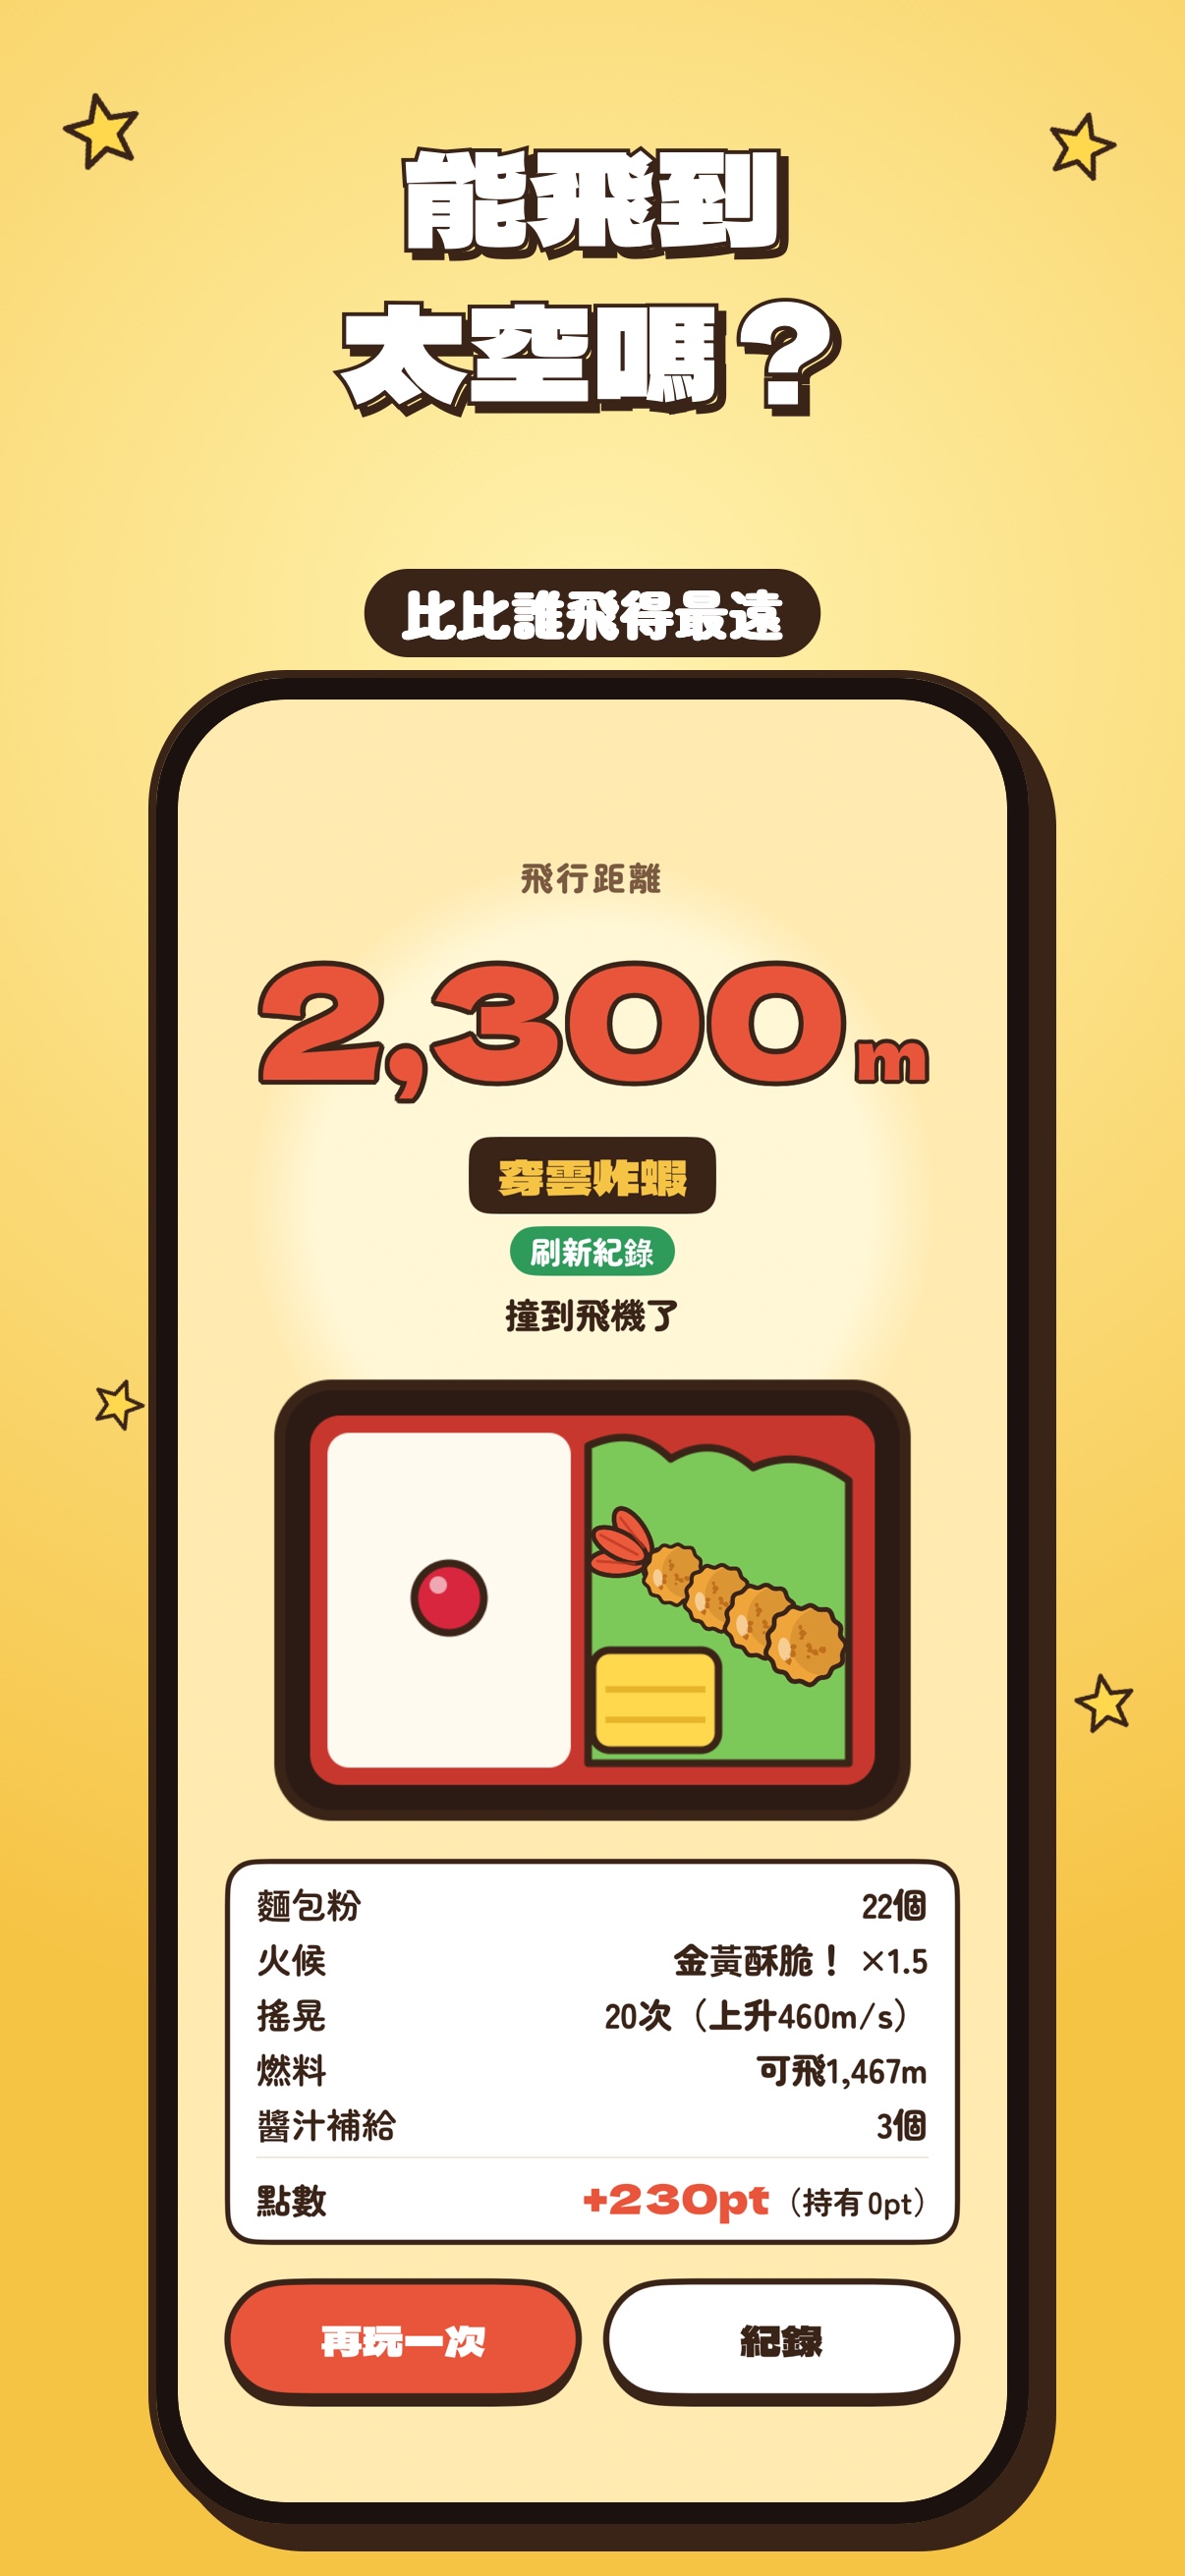 能飛到
太空嗎？
比比誰飛得最遠
飛行距離
2,300m
穿雲炸蝦
刷新紀錄
撞到飛機了
麵包粉 22個
火候 金黃酥脆！ ×1.5
搖晃 20次（上升460m/s）
燃料 可飛1,467m
醬汁補給 3個
點數 +230pt（持有0pt）
再玩一次 紀錄